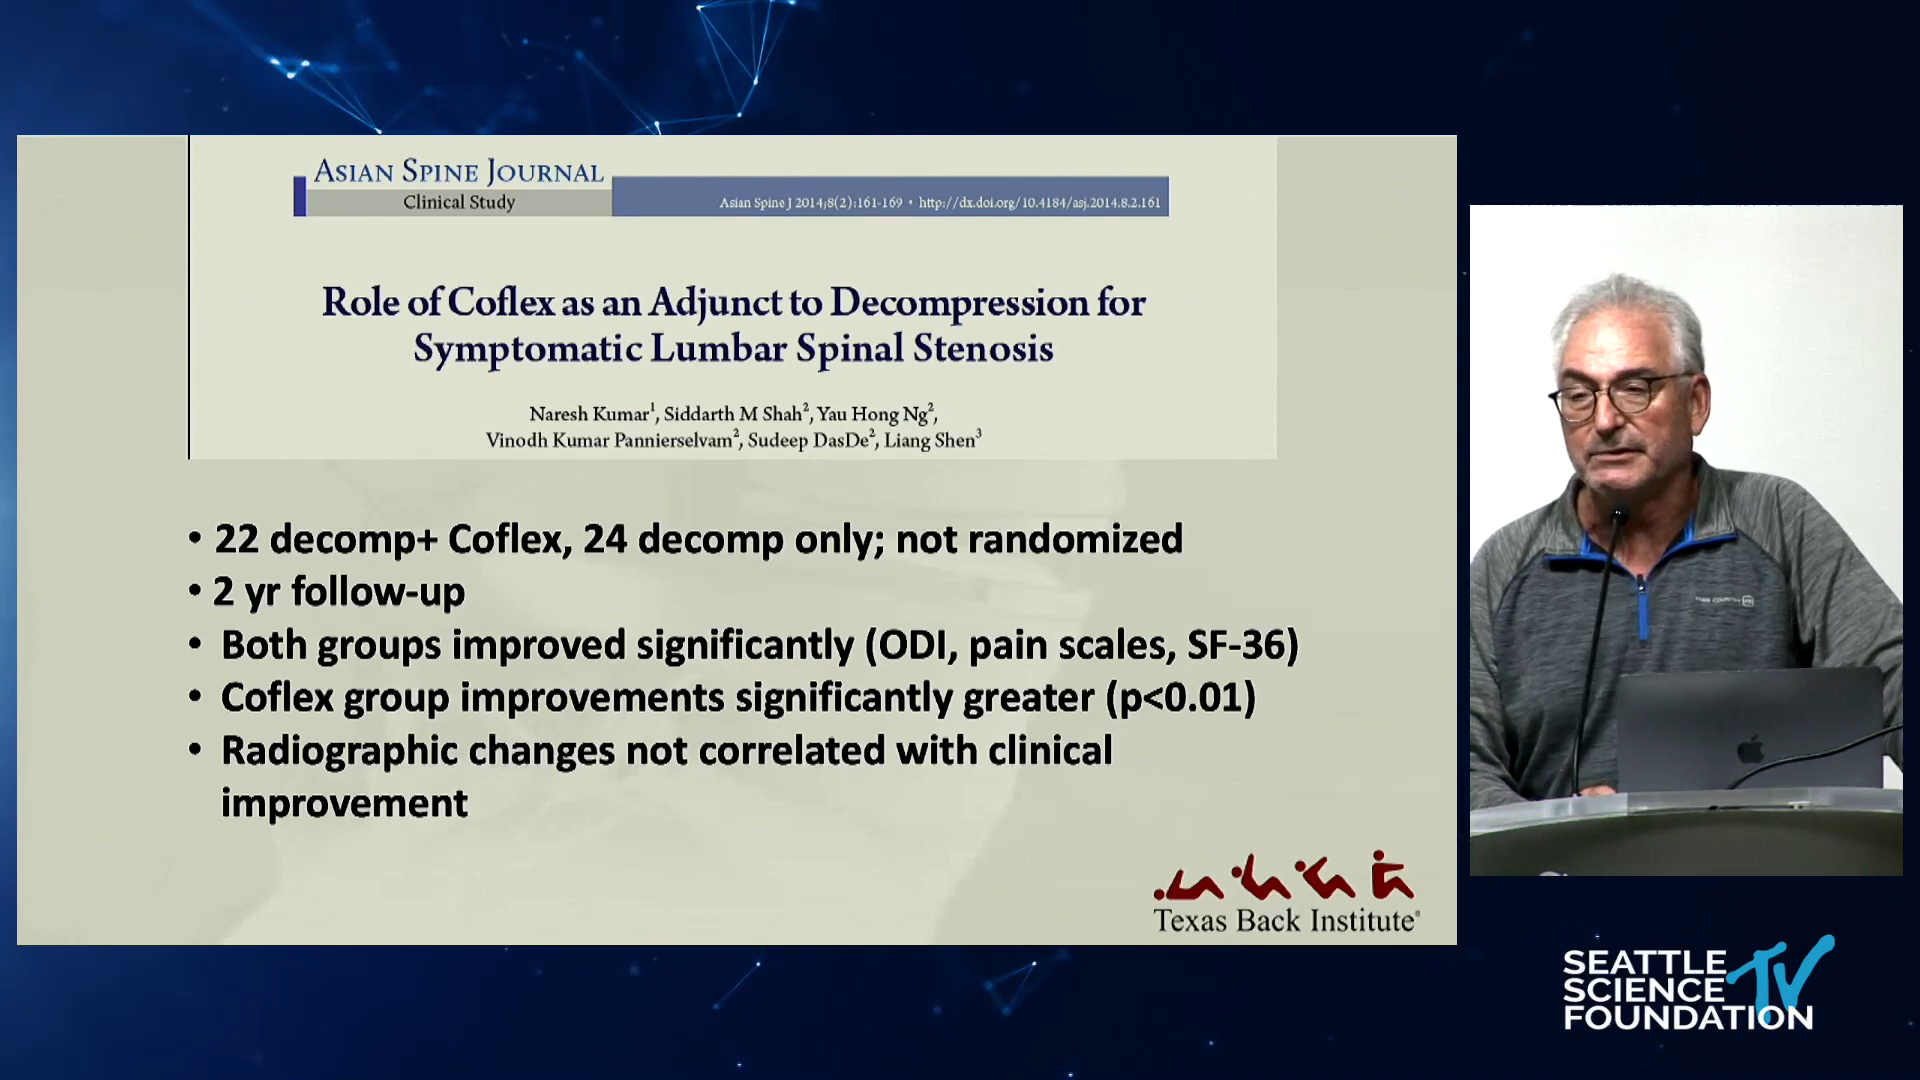 ASIAN SPINE JOURNAL
Clinical Study
Asian Spine J 2014;8(2):161-169 • http://dx.doi.org/10.4184/asj.2014.8.2.161
Role of Coflex as an Adjunct to Decompression for
Symptomatic Lumbar Spinal Stenosis
Naresh Kumar1, Siddarth M Shah2, Yau Hong Ng2,
Vinodh Kumar Pannierselvam2, Sudeep DasDe2, Liang Shen3
• 22 decomp+ Coflex, 24 decomp only; not randomized
• 2 yr follow-up
• Both groups improved significantly (ODI, pain scales, SF-36)
• Coflex group improvements significantly greater (p<0.01)
• Radiographic changes not correlated with clinical
improvement
Texas Back Institute®
SEATTLE
SCIENCE
FOUNDATION
TV